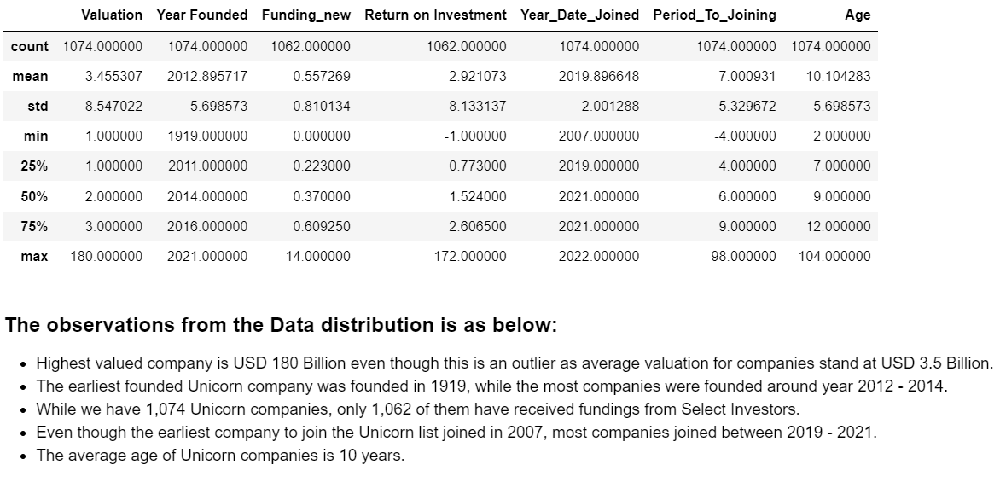 Valuation Year Founded Funding_new Return on Investment Year_Date_Joined Period_To_Joining Age
count 1074.000000 1074.000000 1062.000000 1062.000000 1074.000000 1074.000000 1074.000000
mean 3.455307 2012.895717 0.557269 2.921073 2019.896648 7.000931 10.104283
std 8.547022 5.698573 0.810134 8.133137 2.001288 5.329672 5.698573
min 1.000000 1919.000000 0.000000 -1.000000 2007.000000 -4.000000 2.000000
25% 1.000000 2011.000000 0.223000 0.773000 2019.000000 4.000000 7.000000
50% 2.000000 2014.000000 0.370000 1.524000 2021.000000 6.000000 9.000000
75% 3.000000 2016.000000 0.609250 2.606500 2021.000000 9.000000 12.000000
max 180.000000 2021.000000 14.000000 172.000000 2022.000000 98.000000 104.000000
The observations from the Data distribution is as below:
• Highest valued company is USD 180 Billion even though this is an outlier as average valuation for companies stand at USD 3.5 Billion.
• The earliest founded Unicorn company was founded in 1919, while the most companies were founded around year 2012 - 2014.
• While we have 1,074 Unicorn companies, only 1,062 of them have received fundings from Select Investors.
• Even though the earliest company to join the Unicorn list joined in 2007, most companies joined between 2019 - 2021.
• The average age of Unicorn companies is 10 years.